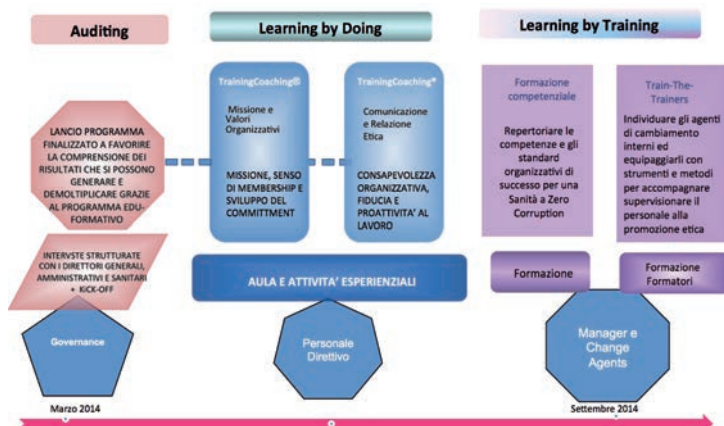 Auditing
LANCIO PROGRAMMA
FINALIZZATO A FAVORIRE
LA COMPRENSIONE DEI
RISULTATI CHE SI POSSONO
GENERARE E
DEMOLTIPLICARE GRAZIE
AL PROGRAMMA EDU-
FORMATIVO
INTERVSTE STRUTTURATE
CON I DIRETTORI GENERALI,
AMMINISTRATIVI E SANITARI
+ KICK-OFF
Governance
Marzo 2014
Learning by Doing
TrainingCoaching®
Missione e
Valori
Organizzativi
MISSIONE, SENSO
DI MEMBERSHIP E
SVILUPPO DEL
COMMITTMENT
TrainingCoaching®
Comunicazione
e Relazione
Etica
CONSAPEVOLEZZA
ORGANIZZATIVA,
FIDUCIA E
PROATTIVITA' AL
LAVORO
AULA E ATTIVITA' ESPERIENZIALI
Personale
Direttivo
Learning by Training
Formazione
competenziale
Repertoriare le
competenze e gli
standard
organizzativi di
successo per una
Sanità a Zero
Corruption
Formazione
Train-The-
Trainers
Individuare gli agenti
di cambiamento
interni ed
equipaggiarli con
strumenti e metodi
per accompagnare
supervisionare il
personale alla
promozione etica
Formazione
Formatori
Manager e
Change
Agents
Settembre 2014